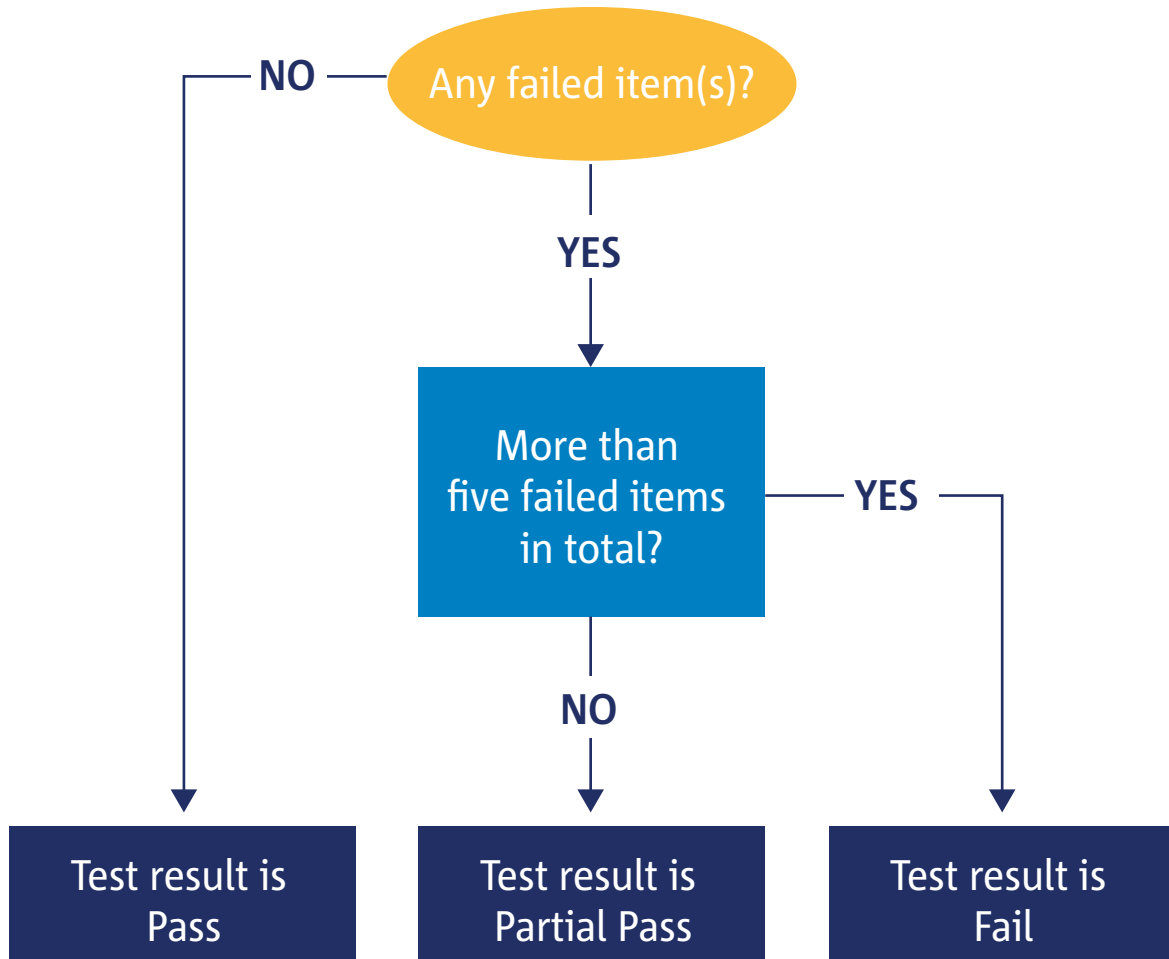 Any failed item(s)?
NO
YES
More than
five failed items
in total?
YES
NO
Test result is
Pass
Test result is
Partial Pass
Test result is
Fail